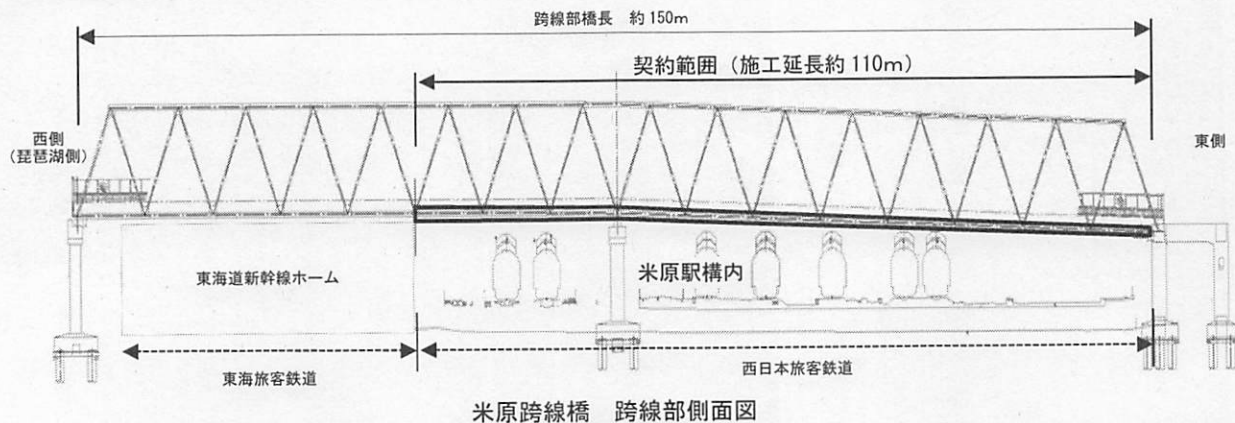 跨線部橋長 約150m
契約範囲（施工延長約110m）
西側
（琵琶湖側）
東側
東海道新幹線ホーム
米原駅構内
東海旅客鉄道
西日本旅客鉄道
米原跨線橋 跨線部側面図